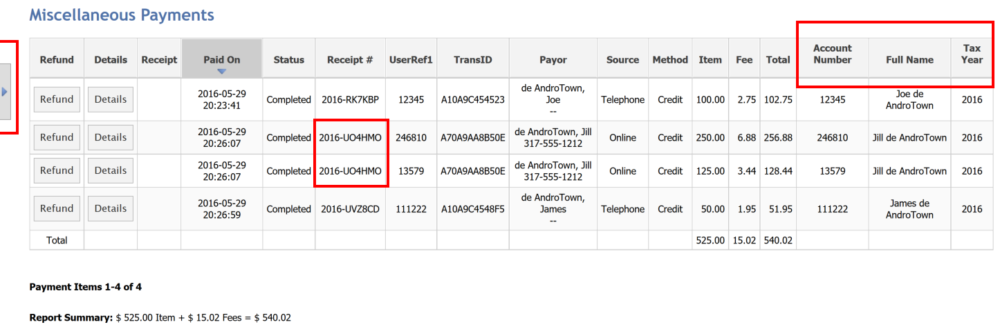 Miscellaneous Payments
Refund Details Receipt Paid On Status Receipt # UserRef1 TransID Payor Source Method Item Fee Total Account Number Full Name Tax Year
Refund Details 2016-05-29 20:23:41 Completed 2016-RK7KBP 12345 A10A9C454523 de AndroTown, Joe -- Telephone Credit 100.00 2.75 102.75 12345 Joe de AndroTown 2016
Refund Details 2016-05-29 20:26:07 Completed 2016-UO4HMO 246810 A70A9AA8B50E de AndroTown, Jill 317-555-1212 Online Credit 250.00 6.88 256.88 246810 Jill de AndroTown 2016
Refund Details 2016-05-29 20:26:07 Completed 2016-UO4HMO 13579 A70A9AA8B50E de AndroTown, Jill 317-555-1212 Online Credit 125.00 3.44 128.44 13579 Jill de AndroTown 2016
Refund Details 2016-05-29 20:26:59 Completed 2016-UVZ8CD 111222 A10A9C4548F5 de AndroTown, James -- Telephone Credit 50.00 1.95 51.95 111222 James de AndroTown 2016
Total 525.00 15.02 540.02
Payment Items 1-4 of 4
Report Summary: $ 525.00 Item + $ 15.02 Fees = $ 540.02